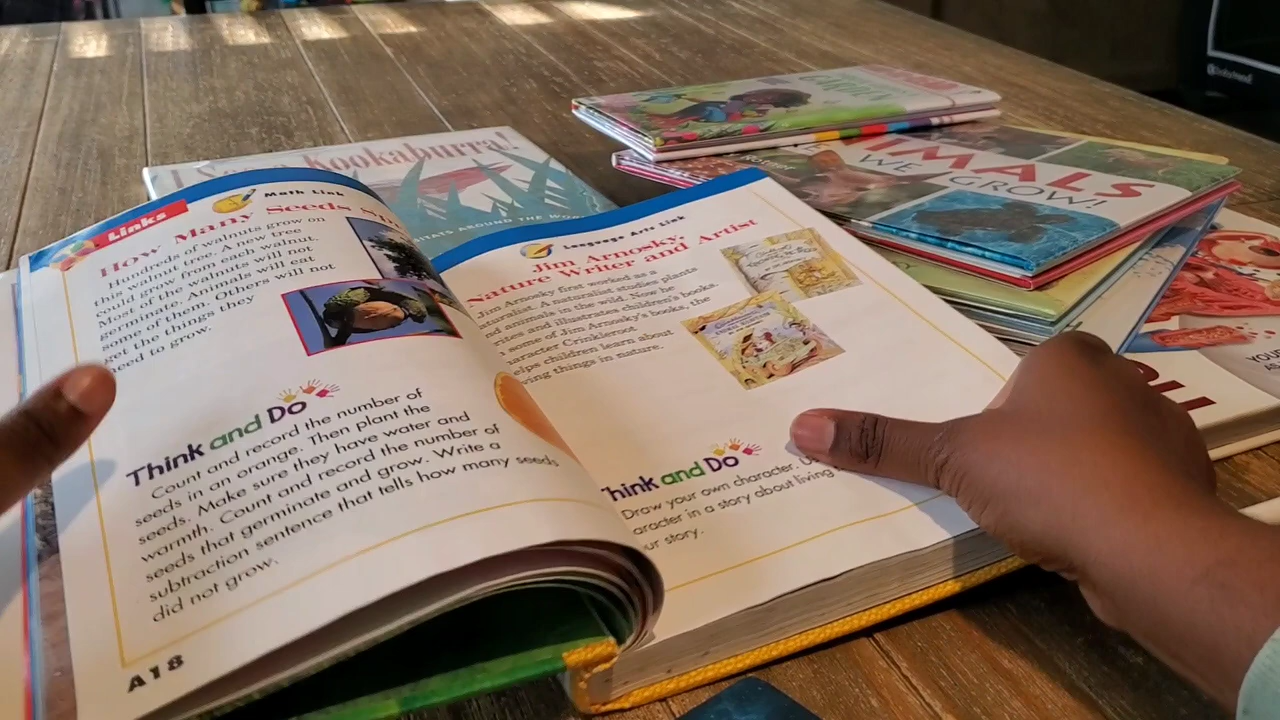 Links
Math Link
How Many Seeds
Hundreds of walnuts grow on
this walnut tree. A new tree
could grow from each walnut.
Most of the walnuts will not
germinate. Animals will eat
some of them. Others will not
get the things they
need to grow.
Think and Do
Count and record the number of
seeds in an orange. Then plant the
seeds. Make sure they have water and
warmth. Count and record the number of
seeds that germinate and grow. Write a
subtraction sentence that tells how many seeds
did not grow.
A18
Language Arts Link
Jim Arnosky,
Nature Writer and Artist
Jim Arnosky first worked as a
naturalist. A naturalist studies plants
and animals in the wild. Now he
writes and illustrates children's books.
In some of Jim Arnosky's books, the
character Crinkleroot
helps children learn about
living things in nature.
Think and Do
Draw your own character.
in a story about living
story.
I See a Kookaburra!
AROUND THE
GARDEN
ANIMALS
WE GROW!